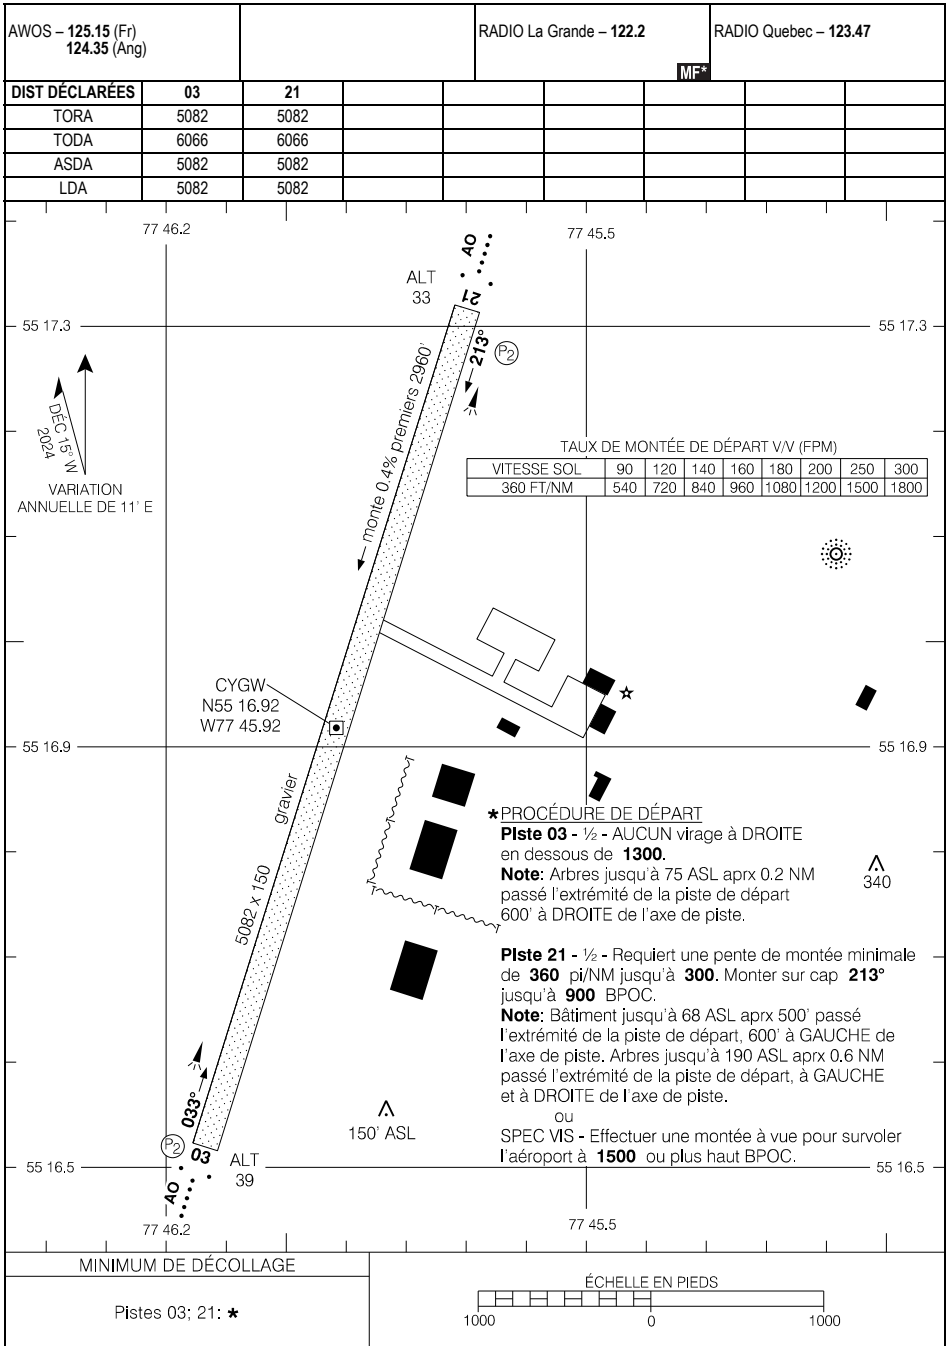 AWOS – 125.15 (Fr)
124.35 (Ang)
RADIO La Grande – 122.2
MF*
RADIO Quebec – 123.47
DIST DÉCLARÉES 03 21
TORA 5082 5082
TODA 6066 6066
ASDA 5082 5082
LDA 5082 5082
77 46.2
77 45.5
AO
ALT
33
21
55 17.3
55 17.3
213°
P2
DÉC 15° W
2024
VARIATION
ANNUELLE DE 11' E
monte 0.4% premiers 2960'
TAUX DE MONTÉE DE DÉPART V/V (FPM)
VITESSE SOL 90 120 140 160 180 200 250 300
360 FT/NM 540 720 840 960 1080 1200 1500 1800
CYGW
N55 16.92
W77 45.92
55 16.9
55 16.9
gravier
5082 x 150
*PROCÉDURE DE DÉPART
PIste 03 - ½ - AUCUN virage à DROITE
en dessous de 1300.
Note: Arbres jusqu'à 75 ASL aprx 0.2 NM
passé l'extrémité de la piste de départ
600' à DROITE de l'axe de piste.
340
PIste 21 - ½ - Requiert une pente de montée minimale
de 360 pi/NM jusqu'à 300. Monter sur cap 213°
jusqu'à 900 BPOC.
Note: Bâtiment jusqu'à 68 ASL aprx 500' passé
l'extrémité de la piste de départ, 600' à GAUCHE de
l'axe de piste. Arbres jusqu'à 190 ASL aprx 0.6 NM
passé l'extrémité de la piste de départ, à GAUCHE
et à DROITE de l'axe de piste.
ou
SPEC VIS - Effectuer une montée à vue pour survoler
l'aéroport à 1500 ou plus haut BPOC.
033°
150' ASL
P2
03
ALT
39
55 16.5
55 16.5
AO
77 46.2
77 45.5
MINIMUM DE DÉCOLLAGE
Pistes 03; 21: *
ÉCHELLE EN PIEDS
1000 0 1000